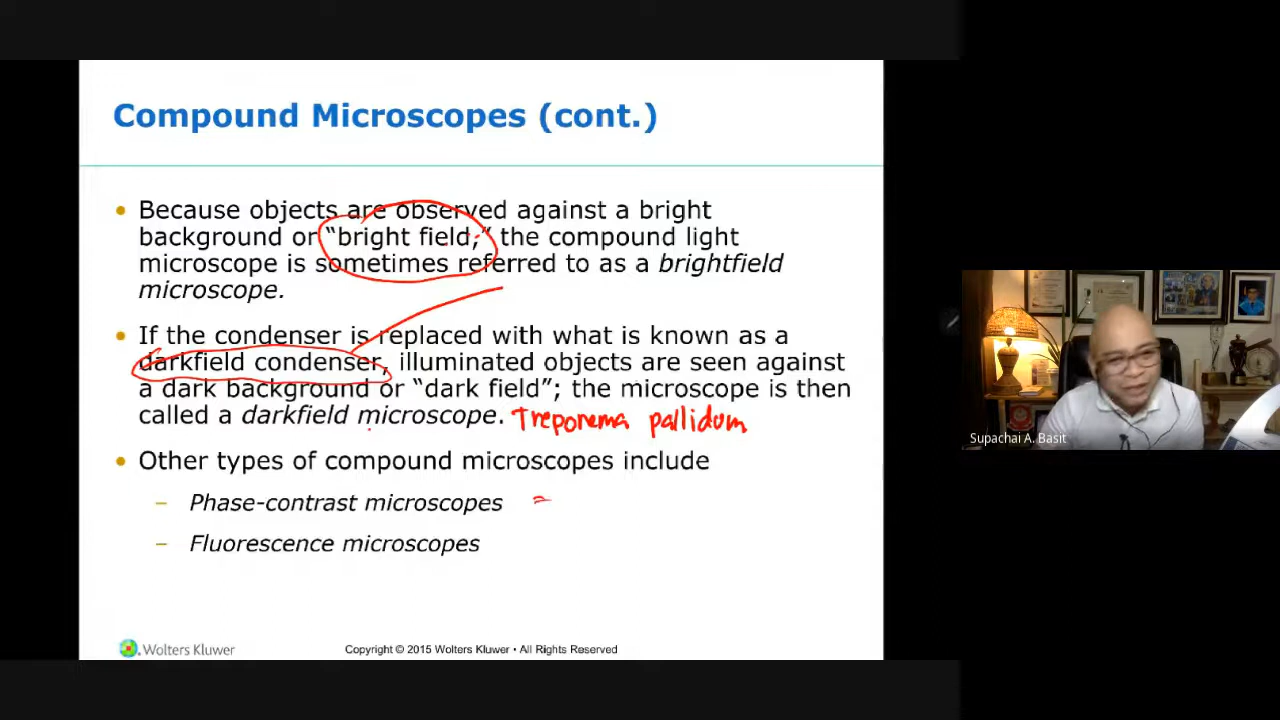 Compound Microscopes (cont.)
• Because objects are observed against a bright
background or “bright field,” the compound light
microscope is sometimes referred to as a brightfield
microscope.
• If the condenser is replaced with what is known as a
darkfield condenser, illuminated objects are seen against
a dark background or “dark field”; the microscope is then
called a darkfield microscope. Treponema pallidum
• Other types of compound microscopes include
– Phase-contrast microscopes =
– Fluorescence microscopes
Wolters Kluwer
Copyright © 2015 Wolters Kluwer • All Rights Reserved
Supachai A. Basit